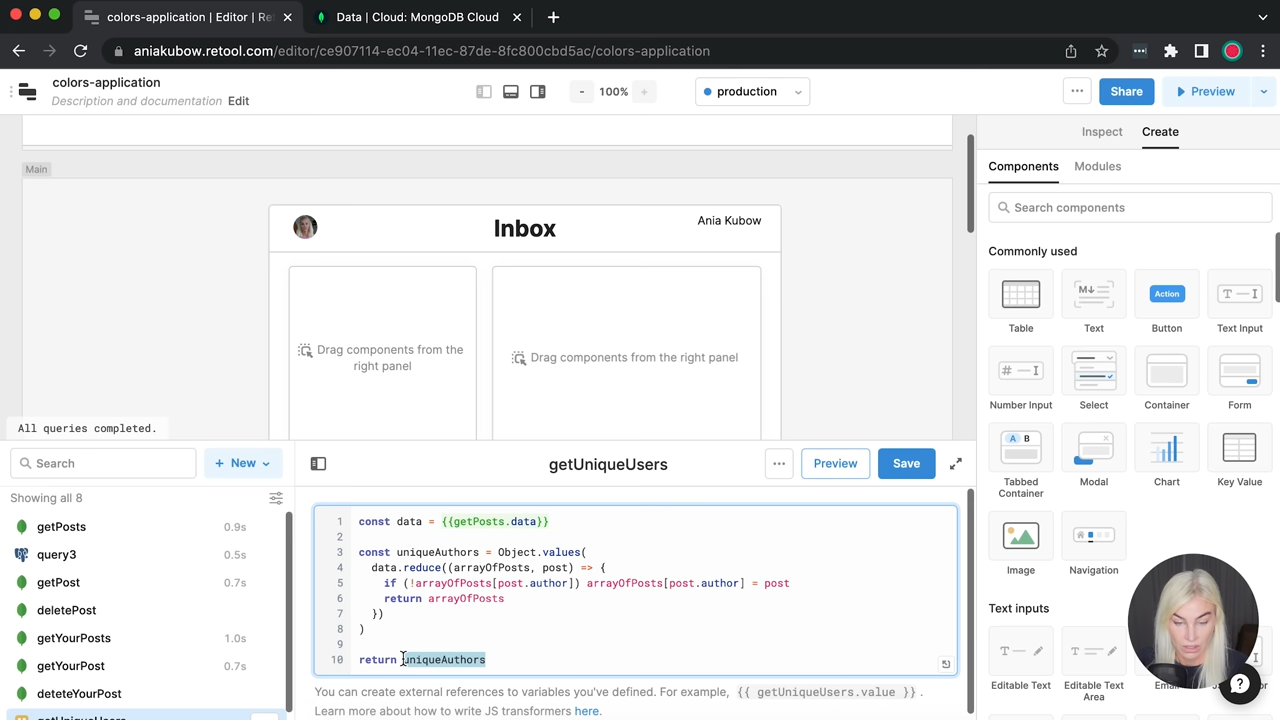 colors-application | Editor | Re
Data | Cloud: MongoDB Cloud
aniakubow.retool.com/editor/ce907114-ec04-11ec-87de-8fc800cbd5ac/colors-application
colors-application
Description and documentation Edit
- 100% +
production
Share
Preview
Inspect
Create
Components
Modules
Search components
Main
Inbox
Ania Kubow
Drag components from the
right panel
Drag components from the right panel
Commonly used
Table
Text
Action
Button
Text Input
Number Input
Select
Container
Form
A B
Tabbed
Container
Modal
Chart
Key Value
Image
Navigation
Text inputs
Editable Text
Editable Text
Area
All queries completed.
Search
+ New
getUniqueUsers
Preview
Save
Showing all 8
getPosts 0.9s
query3 0.5s
getPost 0.7s
deletePost
getYourPosts 1.0s
getYourPost 0.7s
deteteYourPost
1 const data = {{getPosts.data}}
2
3 const uniqueAuthors = Object.values(
4 data.reduce((arrayOfPosts, post) => {
5 if (!arrayOfPosts[post.author]) arrayOfPosts[post.author] = post
6 return arrayOfPosts
7 })
8 )
9
10 return uniqueAuthors
You can create external references to variables you've defined. For example, {{ getUniqueUsers.value }} .
Learn more about how to write JS transformers here.